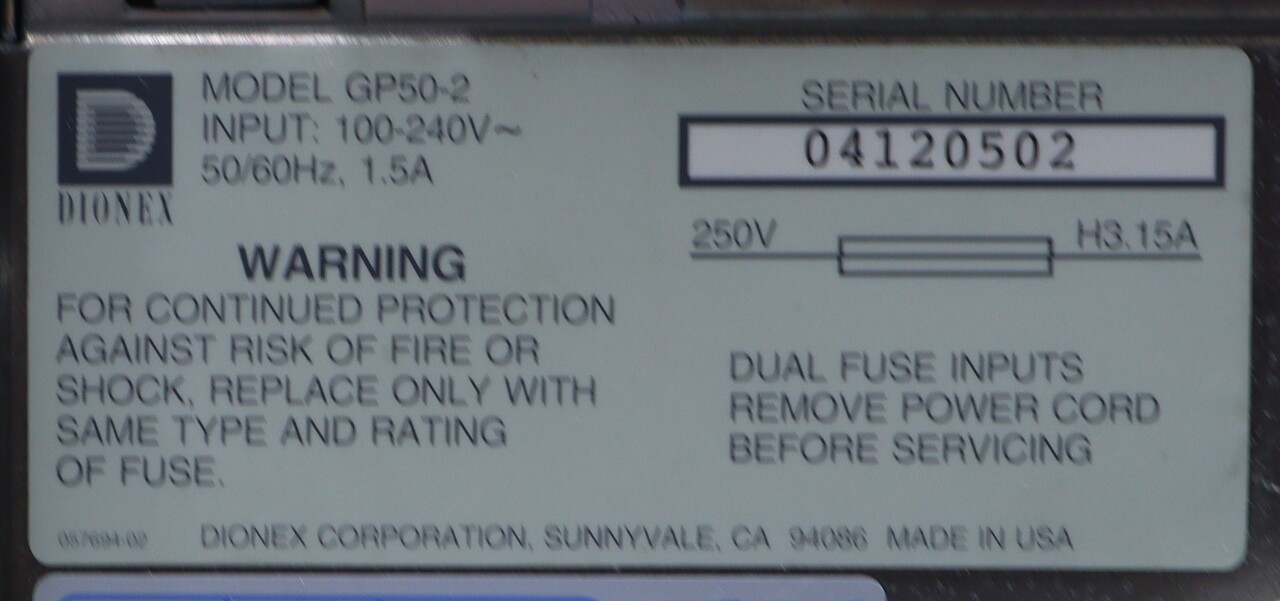 MODEL GP50-2
INPUT: 100-240V~
50/60Hz, 1.5A
DIONEX
SERIAL NUMBER
04120502
250V H3.15A
WARNING
FOR CONTINUED PROTECTION
AGAINST RISK OF FIRE OR
SHOCK, REPLACE ONLY WITH
SAME TYPE AND RATING
OF FUSE.
DUAL FUSE INPUTS
REMOVE POWER CORD
BEFORE SERVICING
057694-02
DIONEX CORPORATION, SUNNYVALE, CA 94086 MADE IN USA